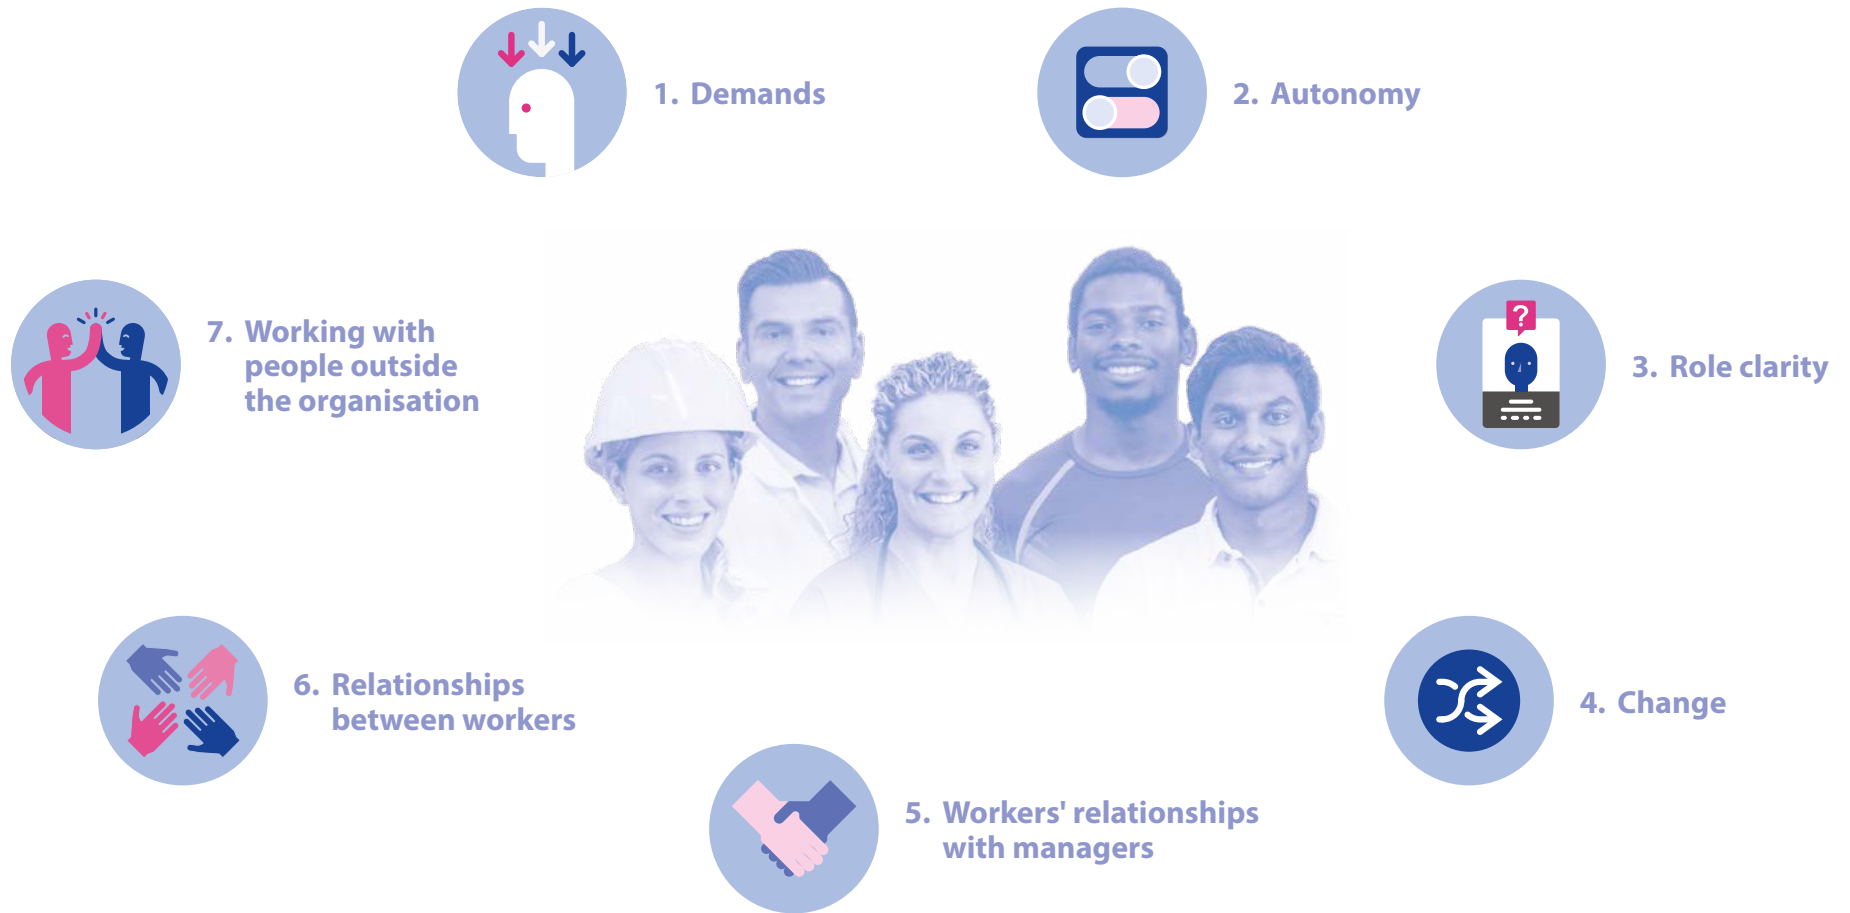 1. Demands
2. Autonomy
3. Role clarity
4. Change
5. Workers' relationships
with managers
6. Relationships
between workers
7. Working with
people outside
the organisation
?